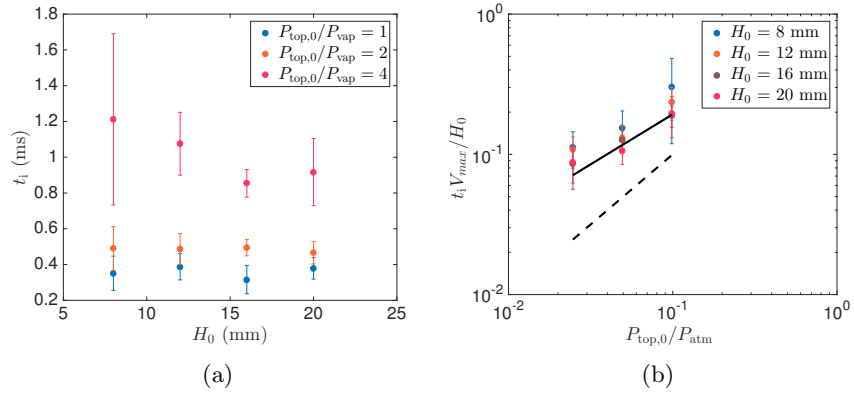 1.8
1.6
1.4
1.2
1
0.8
0.6
0.4
0.2
5
10
15
20
25
t_i (ms)
H_0 (mm)
P_top,0/P_vap = 1
P_top,0/P_vap = 2
P_top,0/P_vap = 4
(a)
10^0
10^-1
10^-2
10^-2
10^-1
10^0
t_i V_max/H_0
P_top,0/P_atm
H_0 = 8 mm
H_0 = 12 mm
H_0 = 16 mm
H_0 = 20 mm
(b)